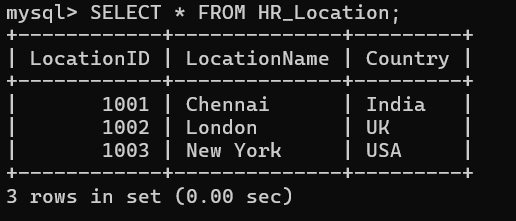 mysql> SELECT * FROM HR_Location;
+------------+--------------+---------+
| LocationID | LocationName | Country |
+------------+--------------+---------+
|       1001 | Chennai      | India   |
|       1002 | London       | UK      |
|       1003 | New York     | USA     |
+------------+--------------+---------+
3 rows in set (0.00 sec)